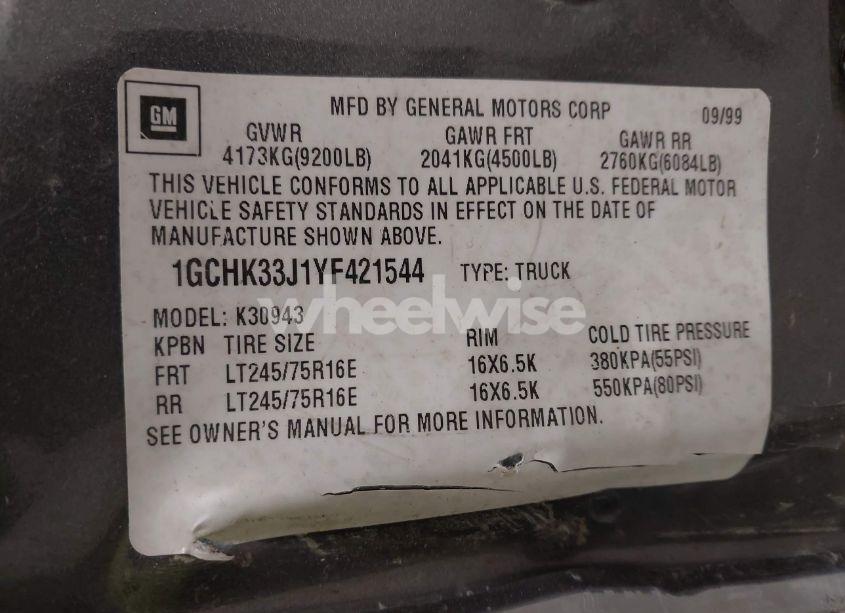 GM
MFD BY GENERAL MOTORS CORP 09/99
GVWR GAWR FRT GAWR RR
4173KG(9200LB) 2041KG(4500LB) 2760KG(6084LB)
THIS VEHICLE CONFORMS TO ALL APPLICABLE U.S. FEDERAL MOTOR
VEHICLE SAFETY STANDARDS IN EFFECT ON THE DATE OF
MANUFACTURE SHOWN ABOVE.
1GCHK33J1YF421544 TYPE: TRUCK
wheelwise
MODEL: K30943
KPBN TIRE SIZE RIM COLD TIRE PRESSURE
FRT LT245/75R16E 16X6.5K 380KPA(55PSI)
RR LT245/75R16E 16X6.5K 550KPA(80PSI)
SEE OWNER'S MANUAL FOR MORE INFORMATION.